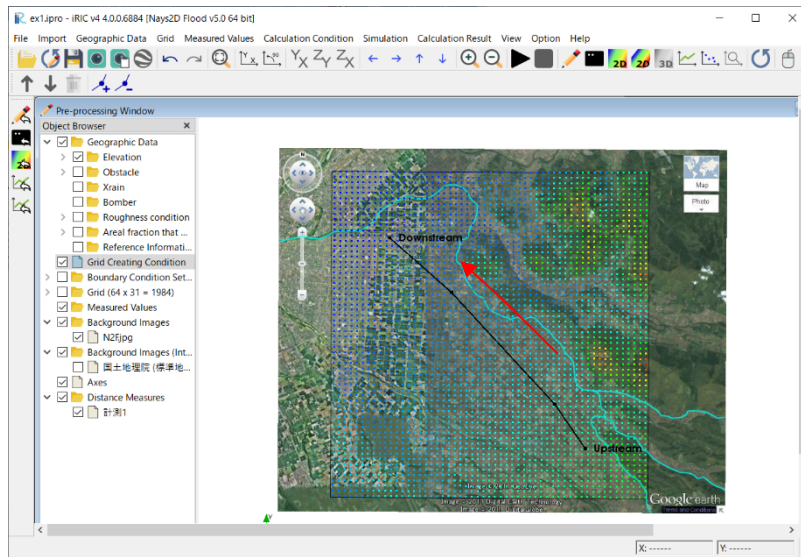 ex1.ipro - iRIC v4 4.0.0.6884 [Nays2D Flood v5.0 64 bit]
File Import Geographic Data Grid Measured Values Calculation Condition Simulation Calculation Result View Option Help
Pre-processing Window
Object Browser
Geographic Data
Elevation
Obstacle
Xrain
Bomber
Roughness condition
Areal fraction that ...
Reference Informati...
Grid Creating Condition
Boundary Condition Set...
Grid (64 x 31 = 1984)
Measured Values
Background Images
N2F.jpg
Background Images (Int...
国土地理院 (標準地...
Axes
Distance Measures
計測1
Map
Photo
Downstream
Upstream
Google earth
Terms and Conditions
X: ------ Y: ------